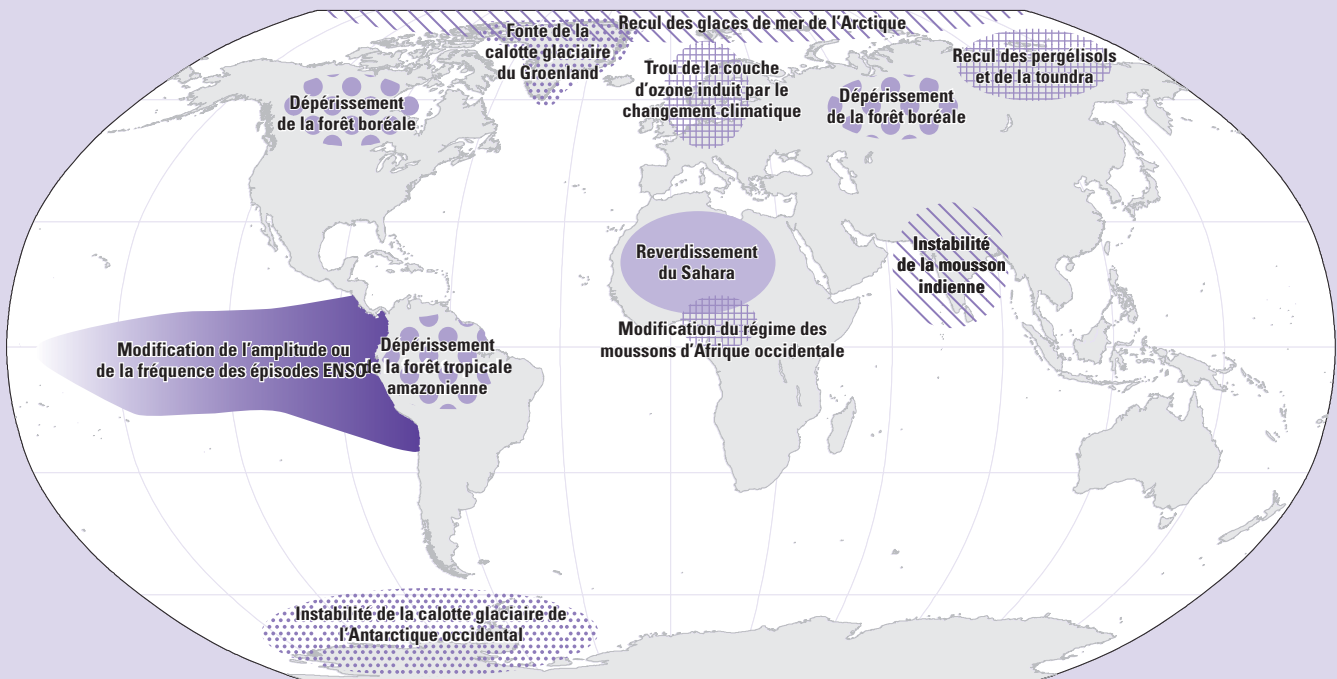 Recul des glaces de mer de l'Arctique
Fonte de la
calotte glaciaire
du Groenland
Trou de la couche
d'ozone induit par le
changement climatique
Recul des pergélisols
et de la toundra
Dépérissement
de la forêt boréale
Dépérissement
de la forêt boréale
Reverdissement
du Sahara
Instabilité
de la mousson
indienne
Modification du régime des
moussons d'Afrique occidentale
Modification de l'amplitude ou
de la fréquence des épisodes ENSO
Dépérissement
de la forêt tropicale
amazonienne
Instabilité de la calotte glaciaire de
l'Antarctique occidental